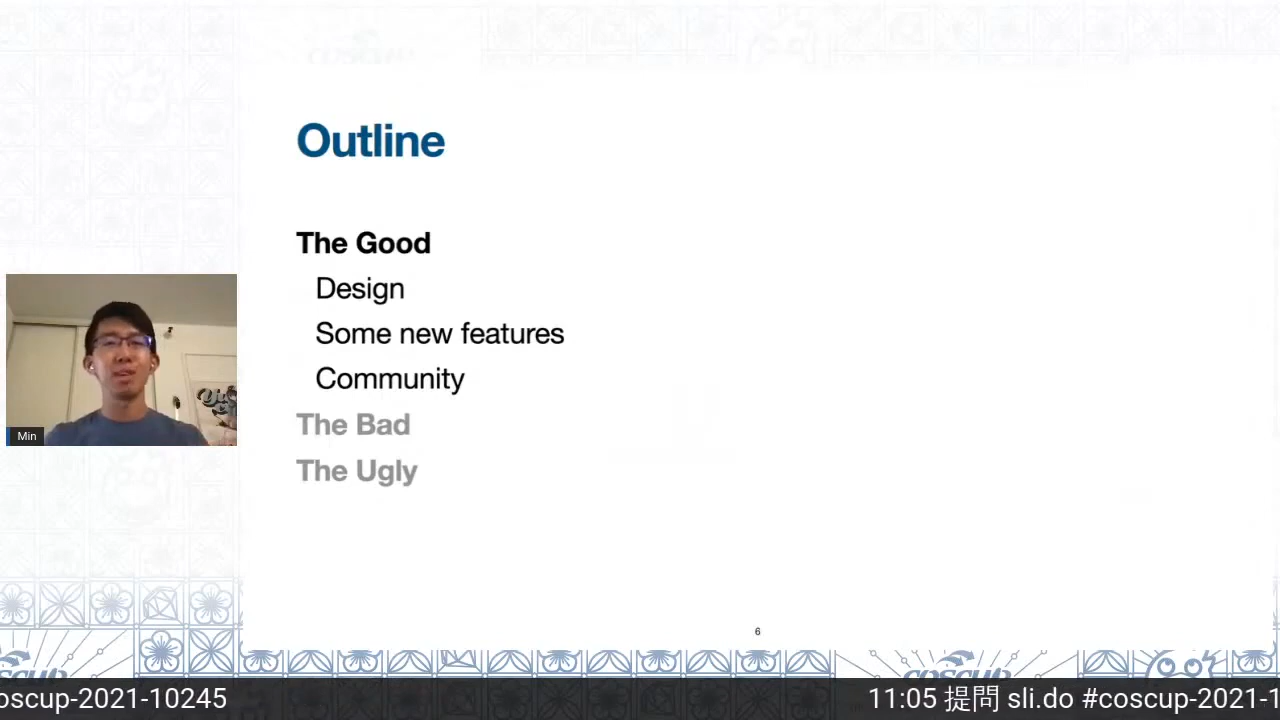 Outline
The Good
Design
Some new features
Community
The Bad
The Ugly
Min
6
coscup
oscup-2021-10245
11:05 提問 sli.do #coscup-2021-1